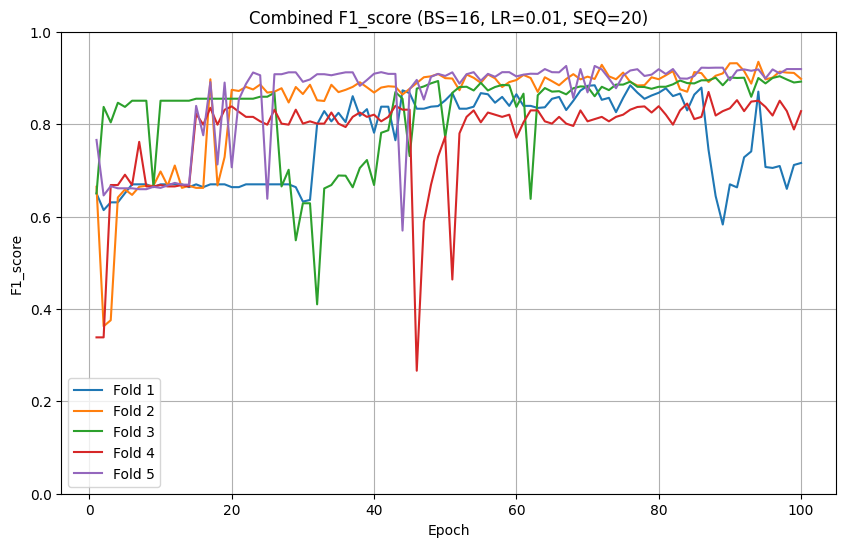 Combined F1_score (BS=16, LR=0.01, SEQ=20)
F1_score
1.0
0.8
0.6
0.4
0.2
0.0
Fold 1
Fold 2
Fold 3
Fold 4
Fold 5
0 20 40 60 80 100
Epoch